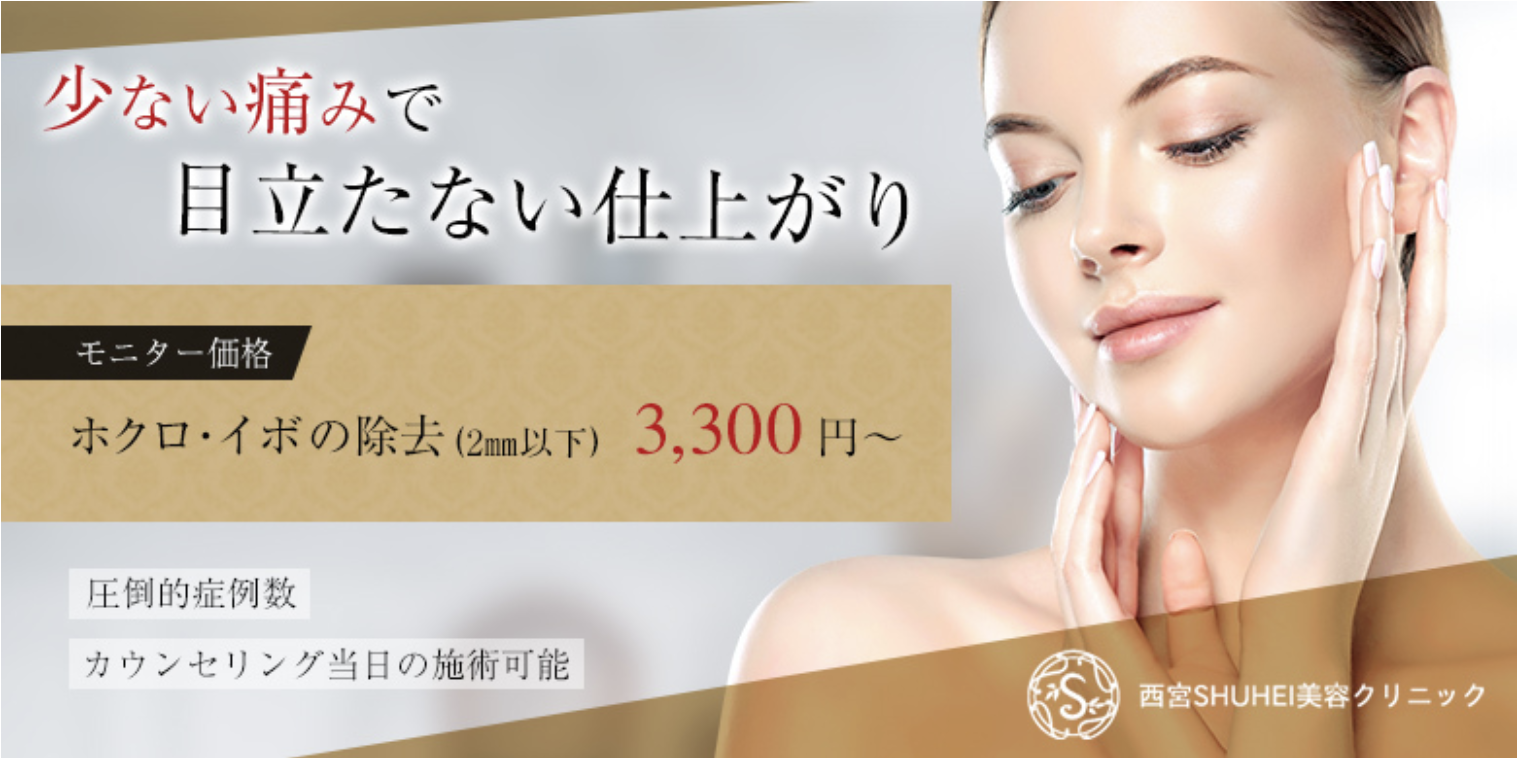 少ない痛みで
目立たない仕上がり
モニター価格
ホクロ・イボの除去(2㎜以下) 3,300円～
圧倒的症例数
カウンセリング当日の施術可能
S 西宮SHUHEI美容クリニック